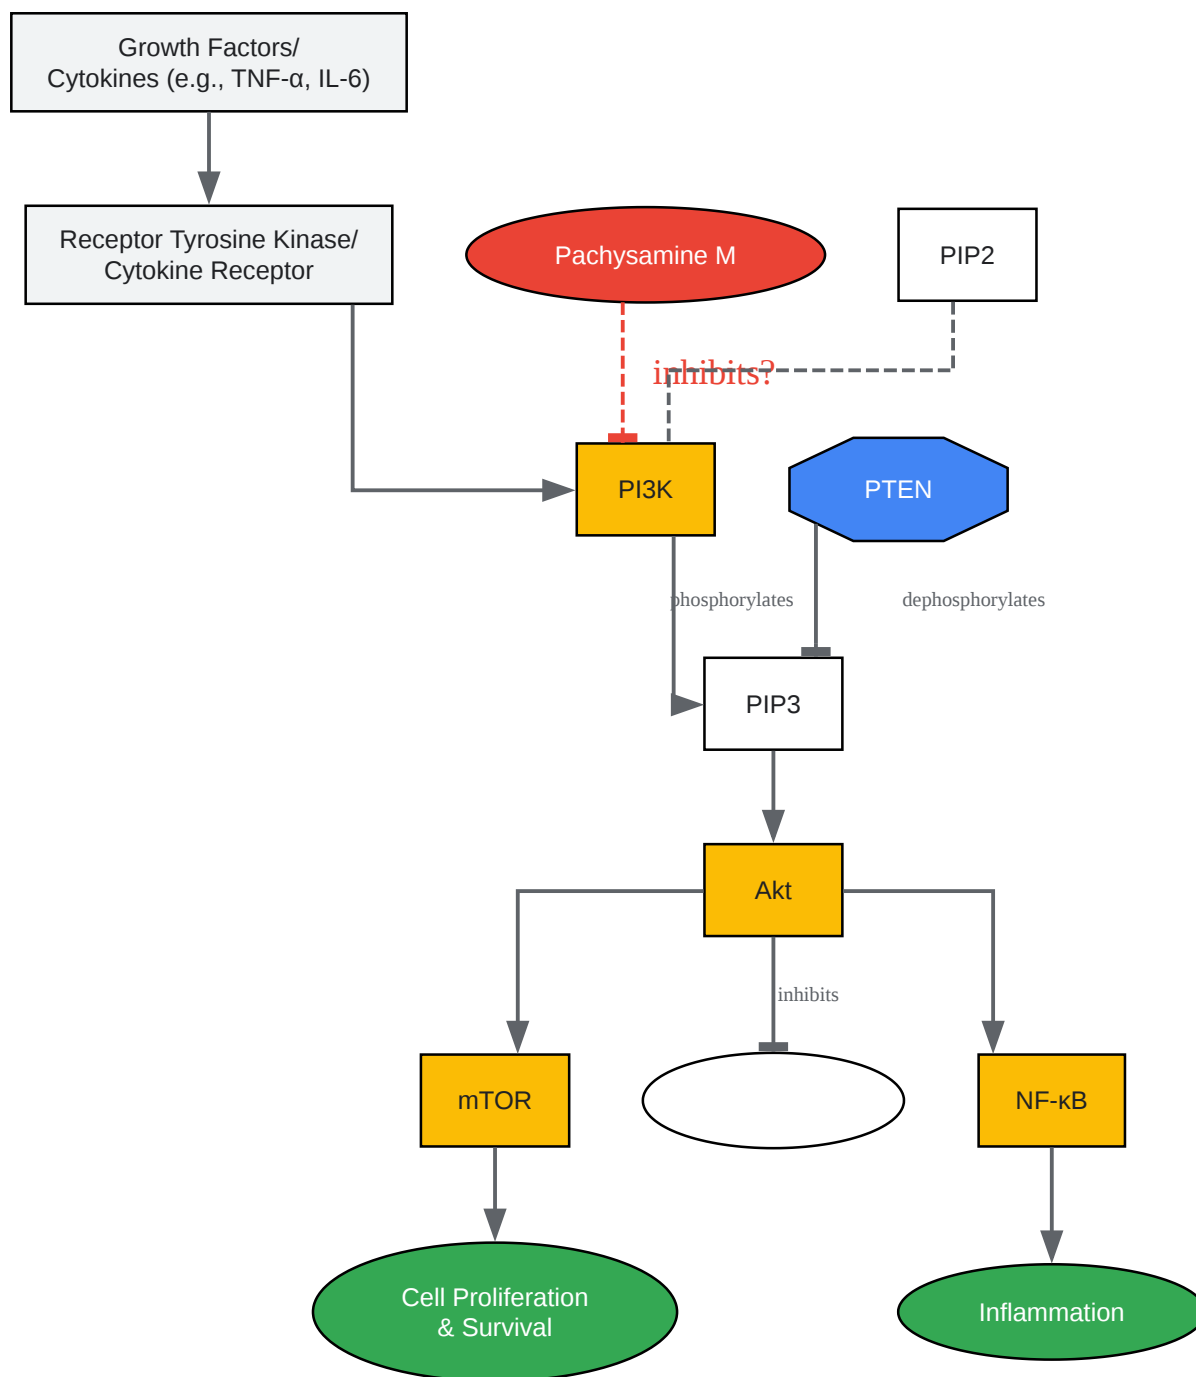 Growth Factors/
Cytokines (e.g., TNF-α, IL-6)
Receptor Tyrosine Kinase/
Cytokine Receptor
Pachysamine M
PIP2
inhibits?
PI3K
PTEN
phosphorylates
dephosphorylates
PIP3
Akt
inhibits
mTOR
NF-κB
Cell Proliferation
& Survival
Inflammation